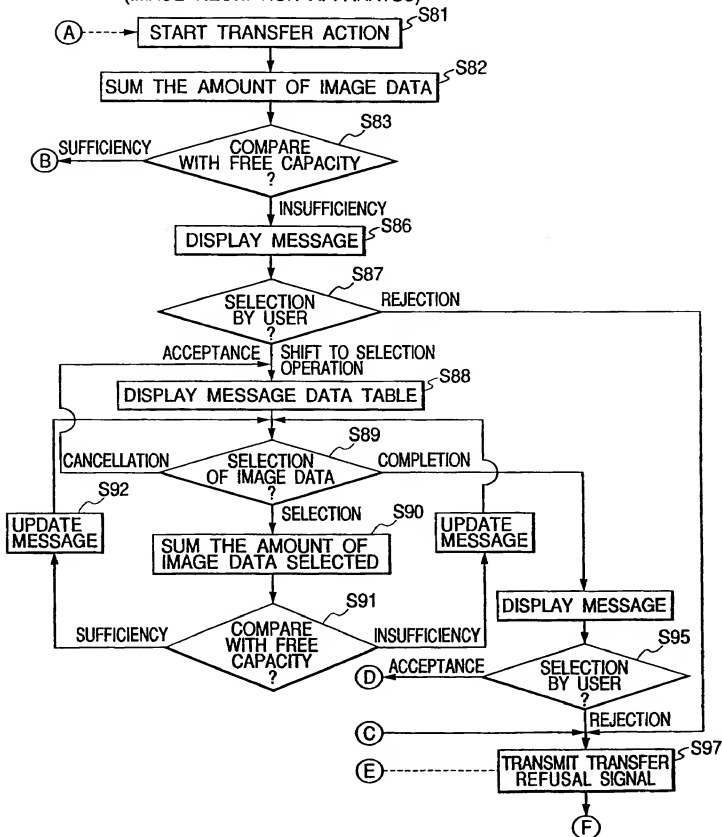 S81
A
START TRANSFER ACTION
S82
SUM THE AMOUNT OF IMAGE DATA
S83
SUFFICIENCY
B
COMPARE
WITH FREE CAPACITY
?
INSUFFICIENCY
S86
DISPLAY MESSAGE
S87
SELECTION
BY USER
?
REJECTION
ACCEPTANCE
SHIFT TO SELECTION
OPERATION
S88
DISPLAY MESSAGE DATA TABLE
S89
CANCELLATION
SELECTION
OF IMAGE DATA
?
COMPLETION
S92
UPDATE
MESSAGE
SELECTION
S90
SUM THE AMOUNT OF
IMAGE DATA SELECTED
UPDATE
MESSAGE
S91
SUFFICIENCY
COMPARE
WITH FREE
CAPACITY
?
INSUFFICIENCY
DISPLAY MESSAGE
S95
D
ACCEPTANCE
SELECTION
BY USER
?
REJECTION
C
S97
TRANSMIT TRANSFER
REFUSAL SIGNAL
E
F